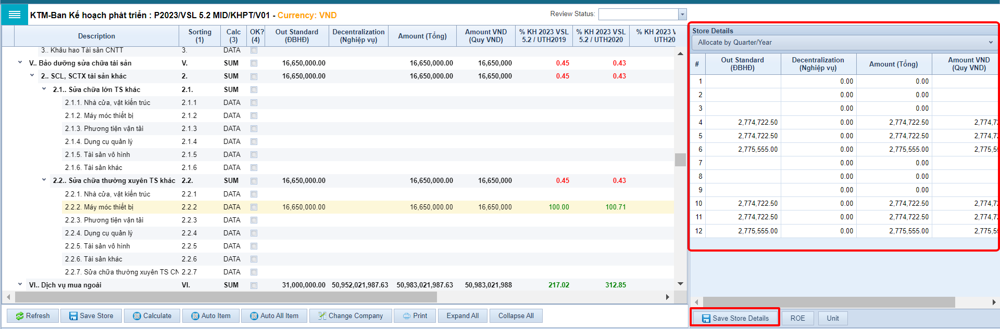 KTM-Ban Kế hoạch phát triển : P2023/VSL 5.2 MID/KHPT/V01 - Currency: VND
Review Status:
Description Sorting (1) Calc (3) OK? (4) Out Standard (ĐBHĐ) Decentralization (Nghiệp vụ) Amount (Tổng) Amount VND (Quy VND) % KH 2023 VSL 5.2 / UTH2019 % KH 2023 VSL 5.2 / UTH2020 % KH 2023 V UTH20
3.. Khấu hao Tài sản CNTT 3. DATA
V.. Bảo dưỡng sửa chữa tài sản V. SUM 16,650,000.00 16,650,000.00 16,650,000 0.45 0.43
2.. SCL, SCTX tài sản khác 2. SUM 16,650,000.00 16,650,000.00 16,650,000 0.45 0.43
2.1.. Sửa chữa lớn TS khác 2.1. SUM
2.1.1. Nhà cửa, vật kiến trúc 2.1.1 DATA
2.1.2. Máy móc thiết bị 2.1.2 DATA
2.1.3. Phương tiện vận tải 2.1.3 DATA
2.1.4. Dụng cụ quản lý 2.1.4 DATA
2.1.5. Tài sản vô hình 2.1.5 DATA
2.1.6. Tài sản khác 2.1.6 DATA
2.2.. Sửa chữa thường xuyên TS khác 2.2. SUM 16,650,000.00 16,650,000.00 16,650,000 0.45 0.43
2.2.1. Nhà cửa, vật kiến trúc 2.2.1 DATA
2.2.2. Máy móc thiết bị 2.2.2 DATA 16,650,000.00 16,650,000.00 16,650,000 100.00 100.71
2.2.3. Phương tiện vận tải 2.2.3 DATA
2.2.4. Dụng cụ quản lý 2.2.4 DATA
2.2.5. Tài sản vô hình 2.2.5 DATA
2.2.6. Tài sản khác 2.2.6 DATA
2.2.7. Sửa chữa thường xuyên TS CN 2.2.7 DATA
VI.. Dịch vụ mua ngoài VI. SUM 31,000,000.00 50,952,021,987.63 50,983,021,987.63 50,983,021,988 217.02 312.85
Refresh Save Store Calculate Auto Item Auto All Item Change Company Print Expand All Collapse All
Store Details
Allocate by Quarter/Year
# Out Standard (ĐBHĐ) Decentralization (Nghiệp vụ) Amount (Tổng) Amount VND (Quy VND)
1 0.00 0.00
2 0.00 0.00
3 0.00 0.00
4 2,774,722.50 0.00 2,774,722.50 2,774,72
5 2,774,722.50 0.00 2,774,722.50 2,774,72
6 2,775,555.00 0.00 2,775,555.00 2,775,55
7 0.00 0.00
8 0.00 0.00
9 0.00 0.00
10 2,774,722.50 0.00 2,774,722.50 2,774,72
11 2,774,722.50 0.00 2,774,722.50 2,774,72
12 2,775,555.00 0.00 2,775,555.00 2,775,55
Save Store Details ROE Unit